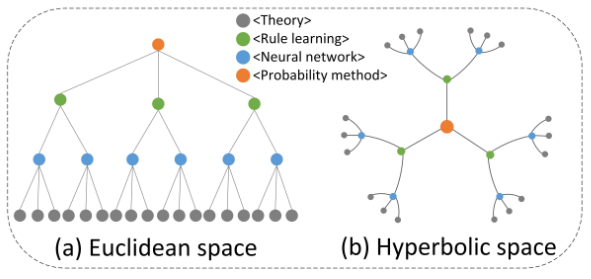 <Theory>
<Rule learning>
<Neural network>
<Probability method>
(a) Euclidean space
(b) Hyperbolic space